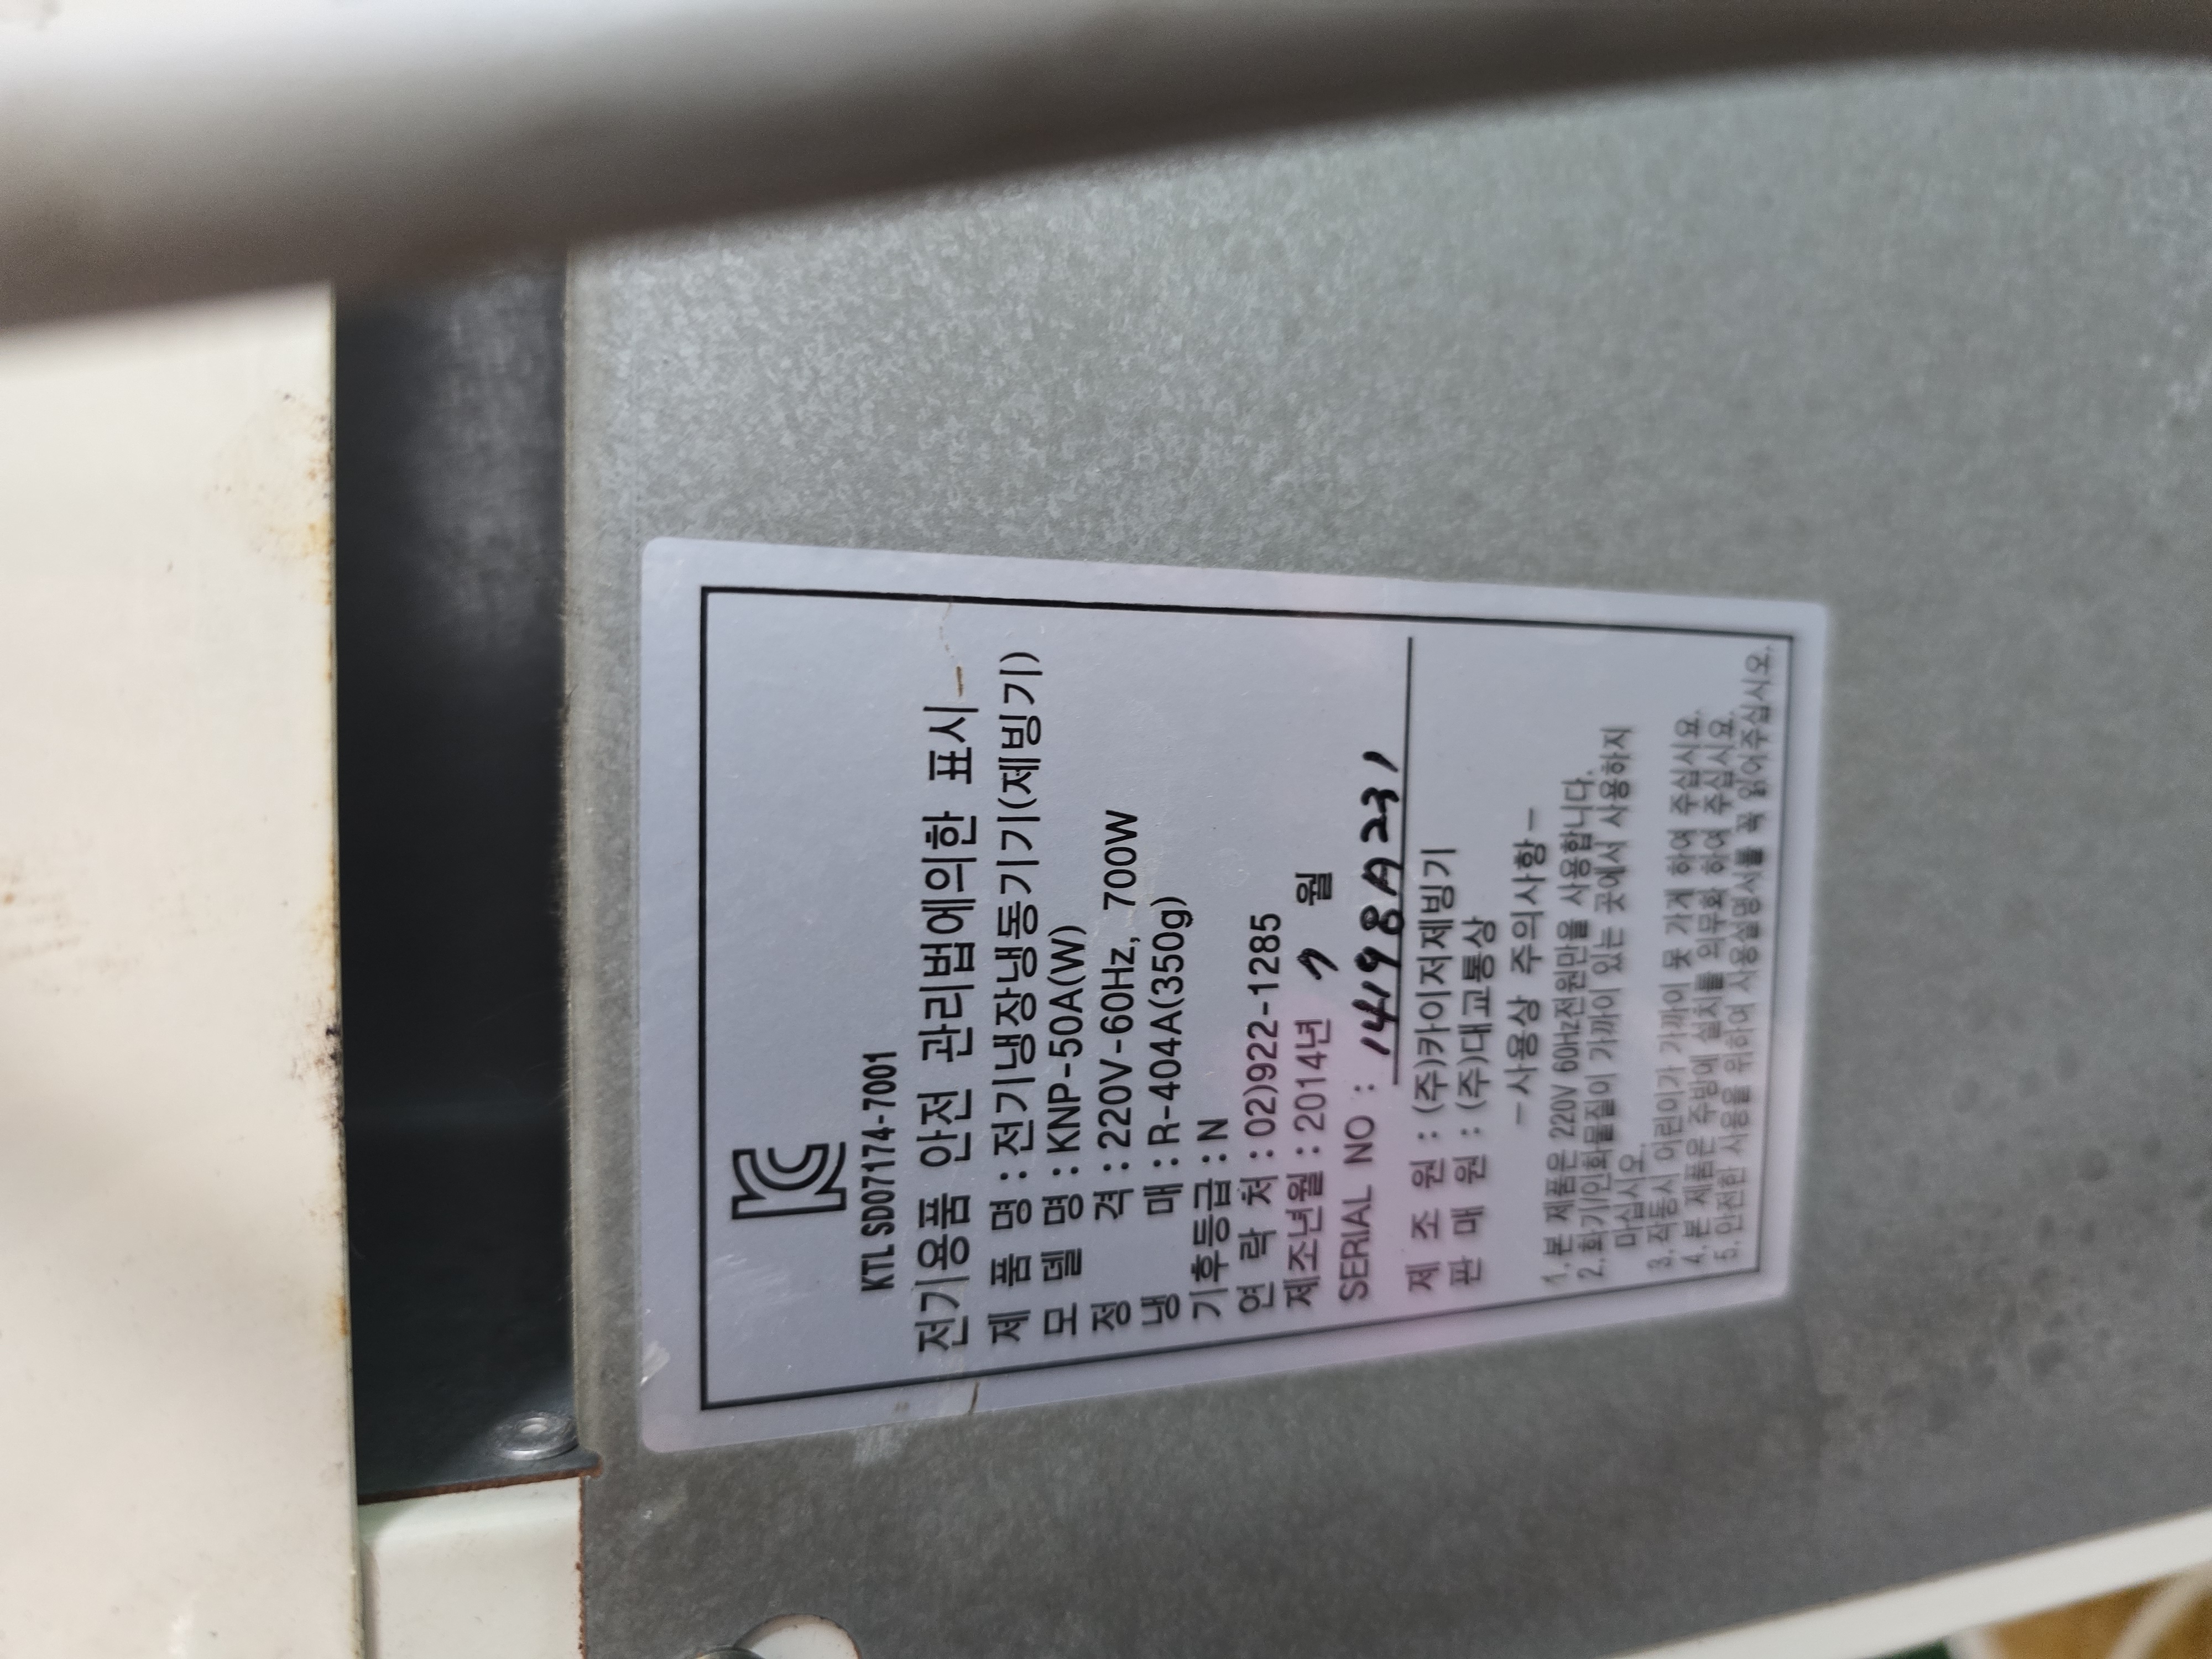 KTL SD07174-7001
전기용품 안전 관리법에의한 표시
제 품 명 : 전기냉장냉동기기(제빙기)
모 델 명 : KNP-50A(W)
정 격 : 220V-60Hz, 700W
냉 매 : R-404A(350g)
기후등급 : N
연 락 처 : 02)922-1285
제조년월 : 2014년 7 월
SERIAL NO : 14198A231
제 조 원 : (주)카이저제빙기
판 매 원 : (주)대교통상
-사용상 주의사항-
1. 본 제품은 220V 60Hz전원만을 사용합니다.
2. 화기/인화물질이 가까이 있는 곳에서 사용하지
마십시오.
3. 작동시 어린이가 가까이 못 가게 하여 주십시요.
4. 본 제품은 주방에 설치를 의무화 하여 주십시요.
5. 안전한 사용을 위하여 사용설명서를 꼭 읽어주십시오.